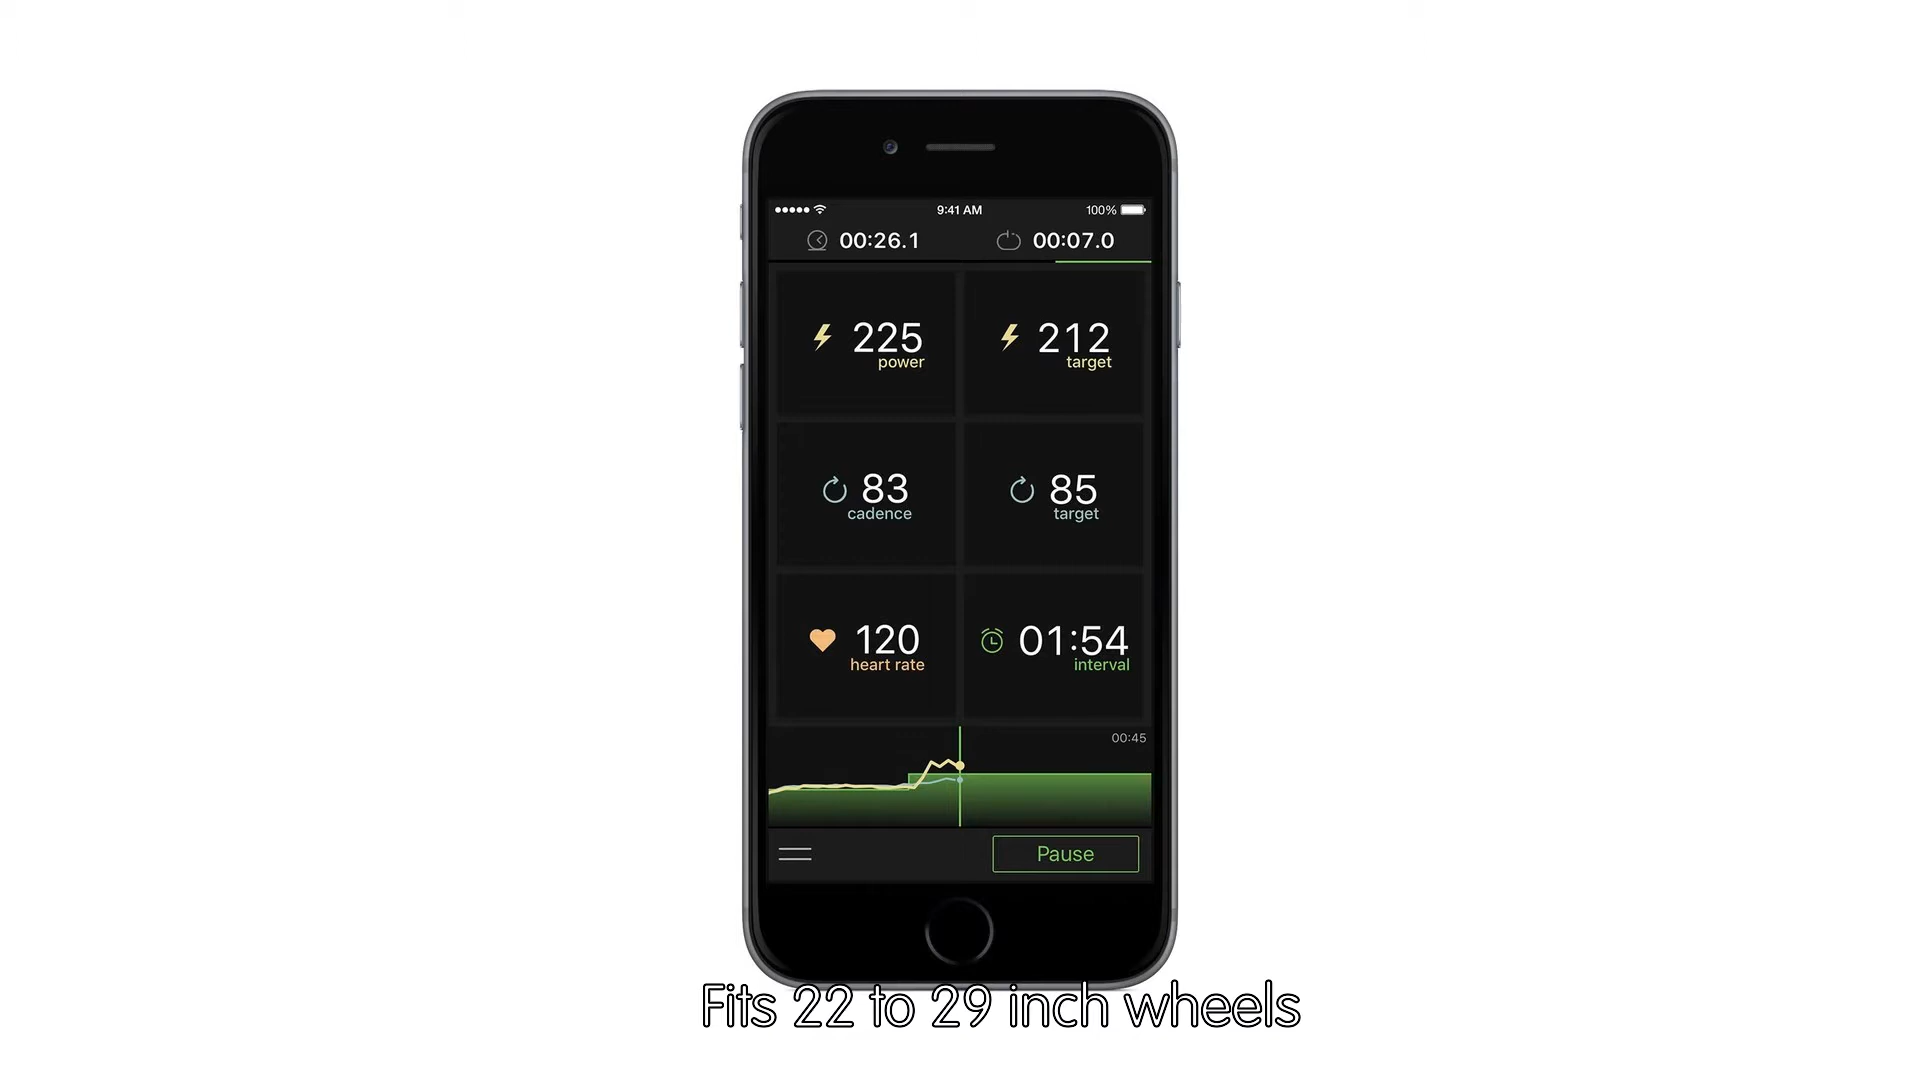 9:41 AM 100%
00:26.1 00:07.0
225 212
power target
83 85
cadence target
120 01:54
heart rate interval
00:45
Pause
Fits 22 to 29 inch wheels